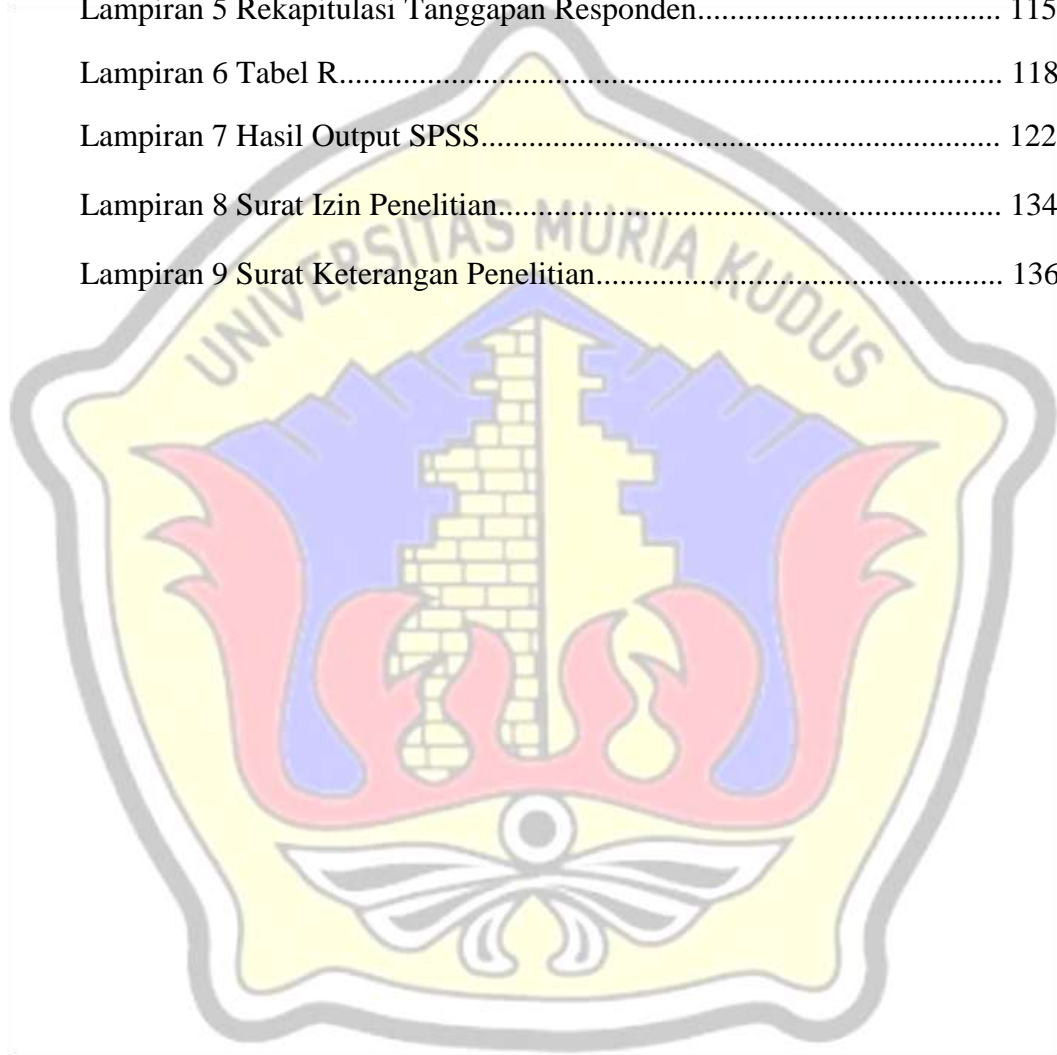 Lampiran 5 Rekapitulasi Tanggapan Responden...................................... 115
Lampiran 6 Tabel R.................................................................................. 118
Lampiran 7 Hasil Output SPSS................................................................ 122
Lampiran 8 Surat Izin Penelitian.............................................................. 134
Lampiran 9 Surat Keterangan Penelitian.................................................. 136
UNIVERSITAS MURIA KUDUS